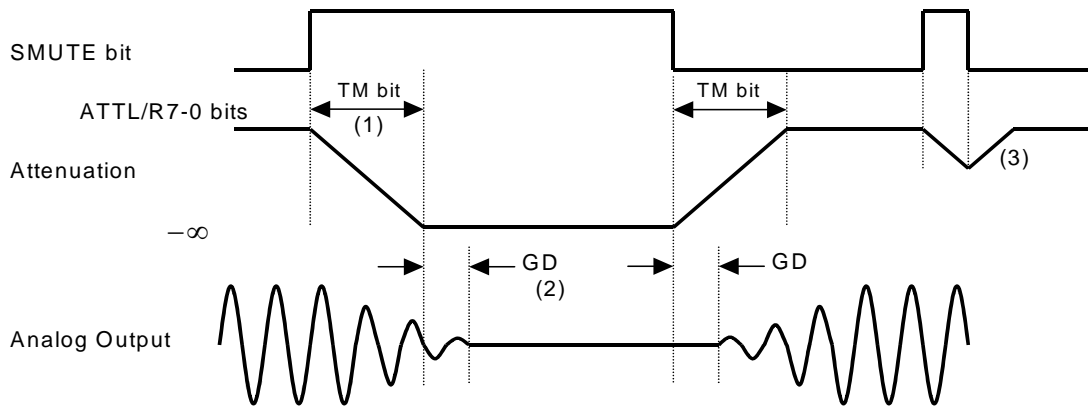 SMUTE bit
TM bit
TM bit
ATTL/R7-0 bits
(1)
(3)
Attenuation
−∞
GD
GD
(2)
Analog Output